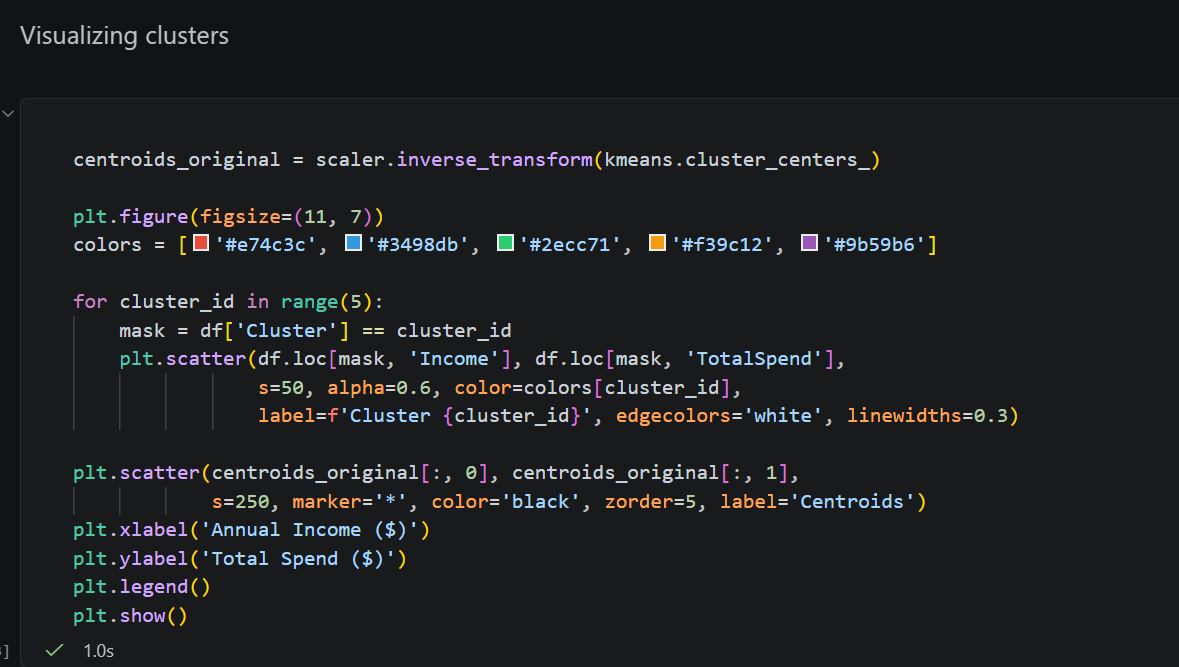 Visualizing clusters
centroids_original = scaler.inverse_transform(kmeans.cluster_centers_)
plt.figure(figsize=(11, 7))
colors = ['#e74c3c', '#3498db', '#2ecc71', '#f39c12', '#9b59b6']
for cluster_id in range(5):
    mask = df['Cluster'] == cluster_id
    plt.scatter(df.loc[mask, 'Income'], df.loc[mask, 'TotalSpend'],
                s=50, alpha=0.6, color=colors[cluster_id],
                label=f'Cluster {cluster_id}', edgecolors='white', linewidths=0.3)
plt.scatter(centroids_original[:, 0], centroids_original[:, 1],
            s=250, marker='*', color='black', zorder=5, label='Centroids')
plt.xlabel('Annual Income ($)')
plt.ylabel('Total Spend ($)')
plt.legend()
plt.show()
] 1.0s